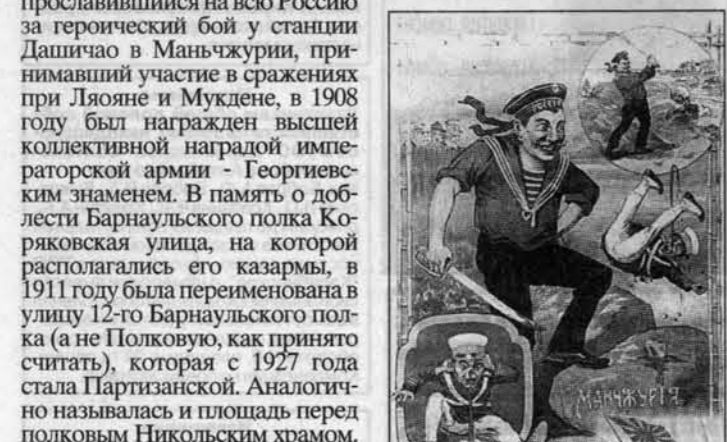 прославившийся на всю Россию
за героический бой у станции
Дашичао в Маньчжурии, при-
нимавший участие в сражениях
при Ляояне и Мукдене, в 1908
году был награжден высшей
коллективной наградой импе-
раторской армии - Георгиевс-
ким знаменем. В память о доб-
лести Барнаульского полка Ко-
ряковская улица, на которой
располагались его казармы, в
1911 году была переименована в
улицу 12-го Барнаульского пол-
ка (а не Полковую, как принято
считать), которая с 1927 года
стала Партизанской. Аналогич-
но называлась и площадь перед
полковым Никольским храмом.
МАНЧЖУРІЯ